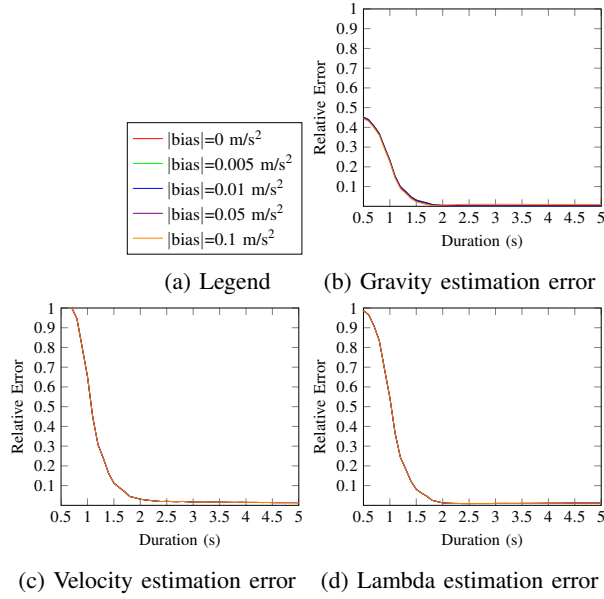 |bias|=0 m/s²
|bias|=0.005 m/s²
|bias|=0.01 m/s²
|bias|=0.05 m/s²
|bias|=0.1 m/s²
(a) Legend
1
0.9
0.8
0.7
0.6
0.5
0.4
0.3
0.2
0.1
Relative Error
0.5 1 1.5 2 2.5 3 3.5 4 4.5 5
Duration (s)
(b) Gravity estimation error
1
0.9
0.8
0.7
0.6
0.5
0.4
0.3
0.2
0.1
Relative Error
0.5 1 1.5 2 2.5 3 3.5 4 4.5 5
Duration (s)
(c) Velocity estimation error
1
0.9
0.8
0.7
0.6
0.5
0.4
0.3
0.2
0.1
Relative Error
0.5 1 1.5 2 2.5 3 3.5 4 4.5 5
Duration (s)
(d) Lambda estimation error